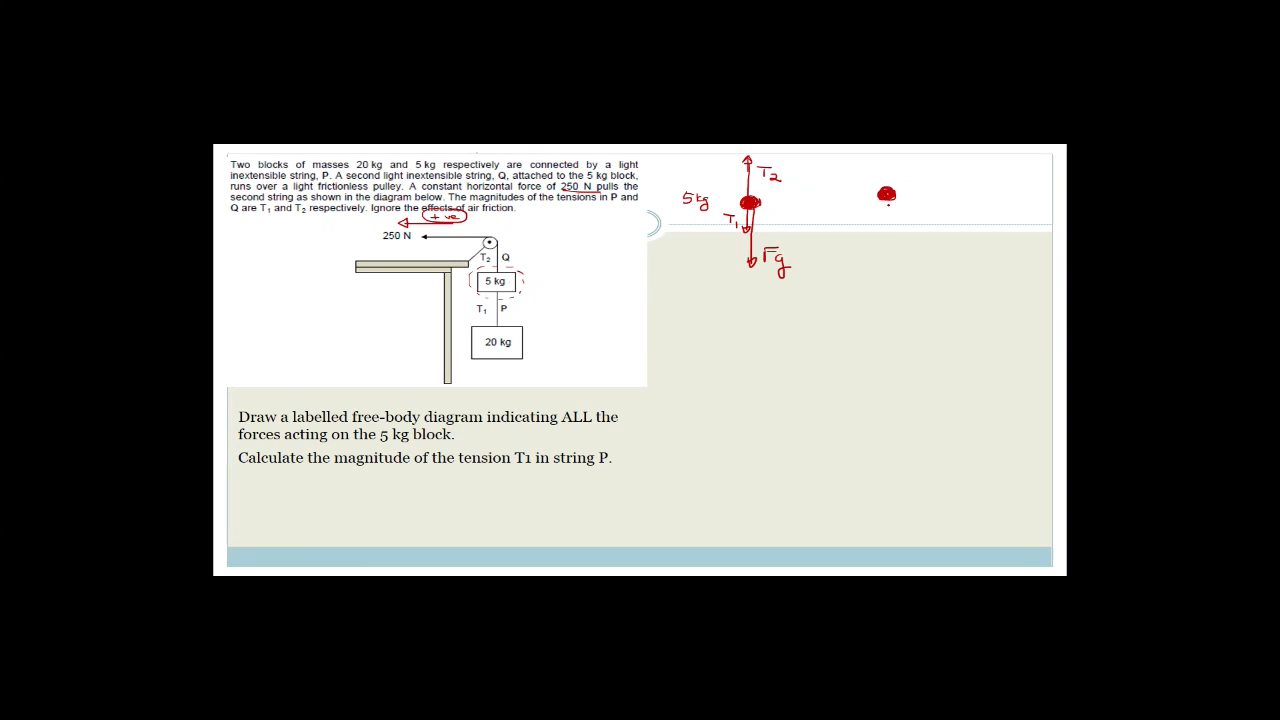 Two blocks of masses 20 kg and 5 kg respectively are connected by a light
inextensible string, P. A second light inextensible string, Q, attached to the 5 kg block,
runs over a light frictionless pulley. A constant horizontal force of 250 N pulls the
second string as shown in the diagram below. The magnitudes of the tensions in P and
Q are T1 and T2 respectively. Ignore the effects of air friction.
+ ve
250 N
T2 Q
5 kg
T1 P
20 kg
Draw a labelled free-body diagram indicating ALL the
forces acting on the 5 kg block.
Calculate the magnitude of the tension T1 in string P.
T2
5kg
T1
Fg